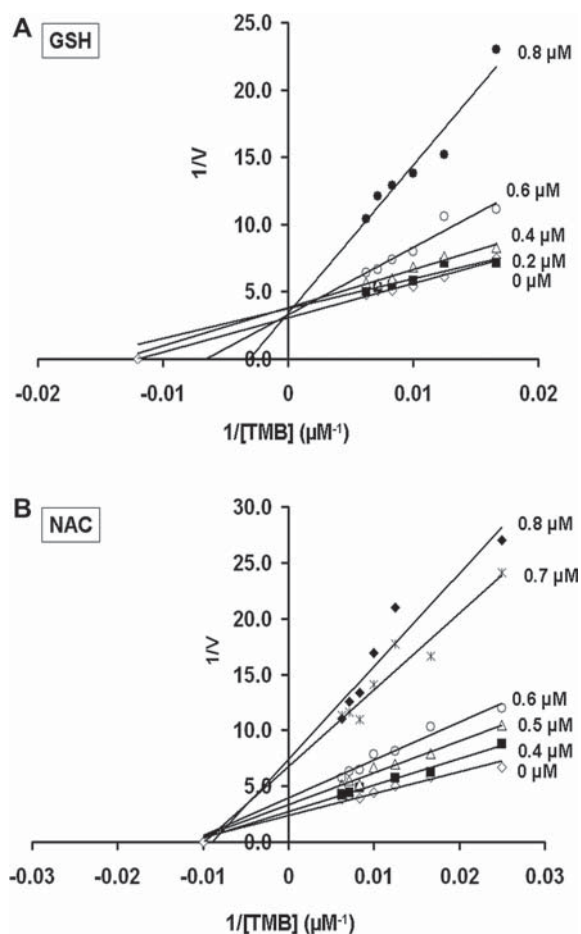 A
GSH
25.0
0.8 µM
20.0
1/V
15.0
0.6 µM
10.0
0.4 µM
0.2 µM
0 µM
5.0
0.0
-0.02
-0.01
0
0.01
0.02
1/[TMB] (µM⁻¹)
B
NAC
30.0
0.8 µM
25.0
0.7 µM
20.0
1/V
15.0
0.6 µM
0.5 µM
10.0
0.4 µM
5.0
0 µM
0.0
-0.03
-0.02
-0.01
0
0.01
0.02
0.03
1/[TMB] (µM⁻¹)